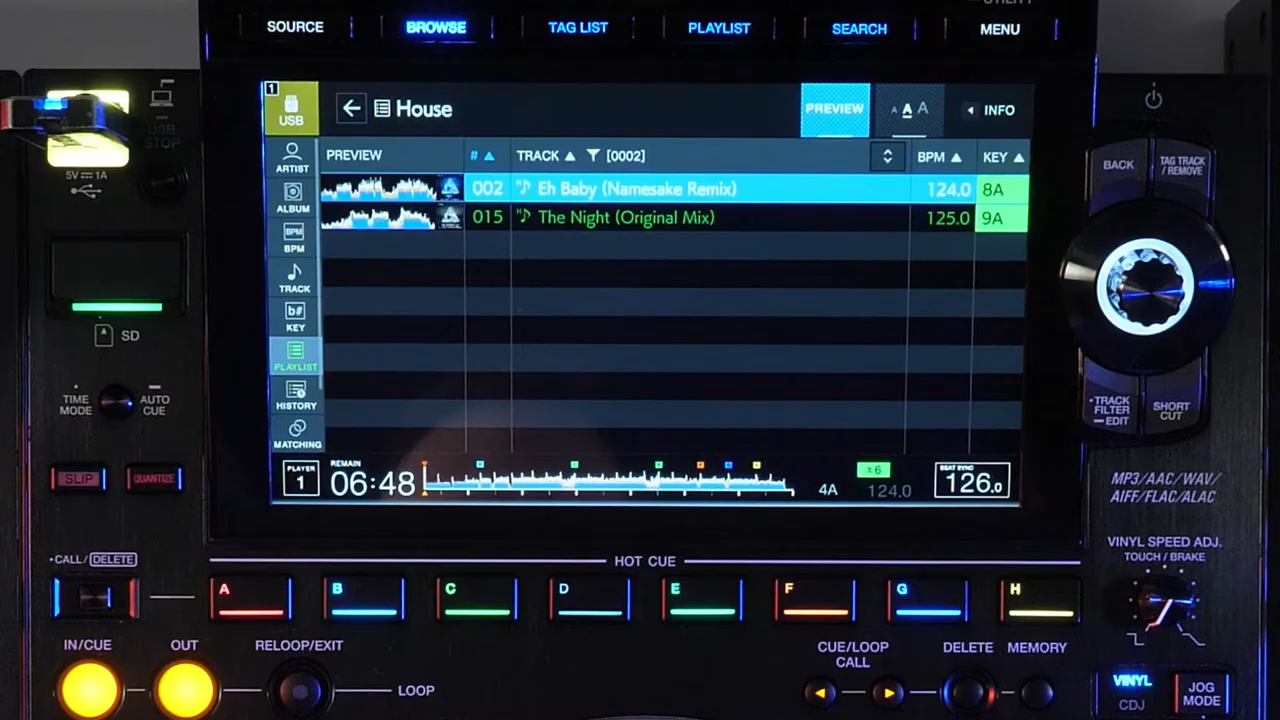 UTILITY
SOURCE BROWSE TAG LIST PLAYLIST SEARCH MENU
1
USB
House
PREVIEW
A A A
INFO
USB STOP
5V⎓1A
SD
TIME MODE
AUTO CUE
SLIP
QUANTIZE
ARTIST
ALBUM
BPM
BPM
TRACK
b#
KEY
PLAYLIST
HISTORY
MATCHING
PREVIEW # ▲ TRACK ▲ [0002] BPM ▲ KEY ▲
002 Eh Baby (Namesake Remix) 124.0 8A
015 The Night (Original Mix) 125.0 9A
PLAYER 1
REMAIN
06:48
4A
±6
124.0
BEAT SYNC
126.0
BACK
TAG TRACK /REMOVE
•TRACK FILTER
—EDIT
SHORT CUT
MP3/AAC/WAV/
AIFF/FLAC/ALAC
VINYL SPEED ADJ.
TOUCH / BRAKE
HOT CUE
•CALL/DELETE
A B C D E F G H
IN/CUE OUT RELOOP/EXIT
LOOP
CUE/LOOP
CALL
DELETE MEMORY
VINYL
CDJ
JOG
MODE